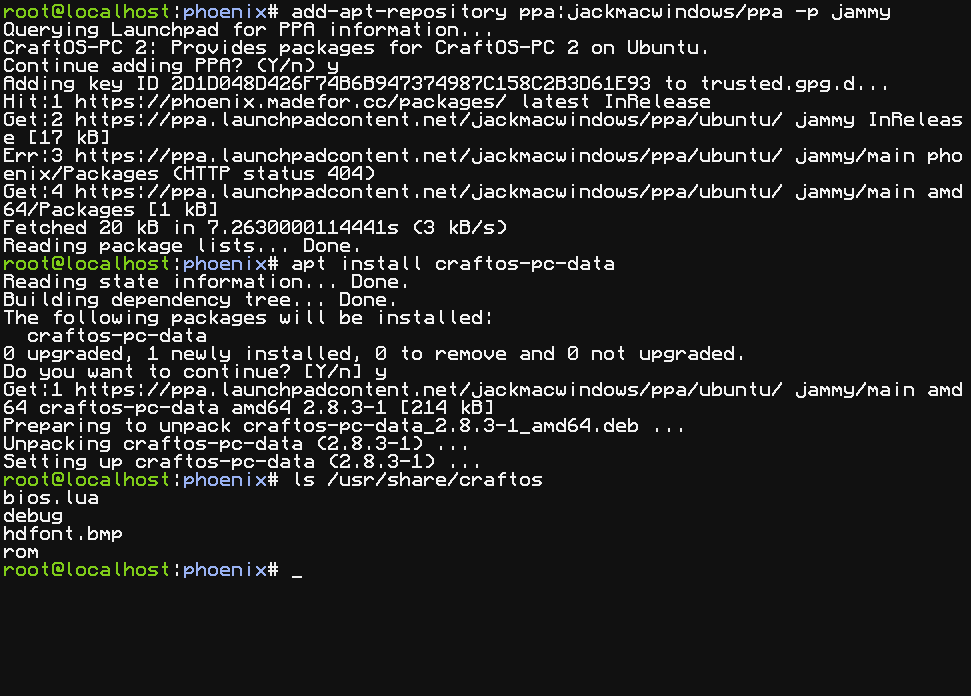 root@localhost:phoenix# add-apt-repository ppa:jackmacwindows/ppa -p jammy
Querying Launchpad for PPA information...
CraftOS-PC 2: Provides packages for CraftOS-PC 2 on Ubuntu.
Continue adding PPA? (Y/n) y
Adding key ID 2D1D048D426F74B6B947374987C158C2B3D61E93 to trusted.gpg.d...
Hit:1 https://phoenix.madefor.cc/packages/ latest InRelease
Get:2 https://ppa.launchpadcontent.net/jackmacwindows/ppa/ubuntu/ jammy InReleas
e [17 kB]
Err:3 https://ppa.launchpadcontent.net/jackmacwindows/ppa/ubuntu/ jammy/main pho
enix/Packages (HTTP status 404)
Get:4 https://ppa.launchpadcontent.net/jackmacwindows/ppa/ubuntu/ jammy/main amd
64/Packages [1 kB]
Fetched 20 kB in 7.2630000114441s (3 kB/s)
Reading package lists... Done.
root@localhost:phoenix# apt install craftos-pc-data
Reading state information... Done.
Building dependency tree... Done.
The following packages will be installed:
  craftos-pc-data
0 upgraded, 1 newly installed, 0 to remove and 0 not upgraded.
Do you want to continue? [Y/n] y
Get:1 https://ppa.launchpadcontent.net/jackmacwindows/ppa/ubuntu/ jammy/main amd
64 craftos-pc-data amd64 2.8.3-1 [214 kB]
Preparing to unpack craftos-pc-data_2.8.3-1_amd64.deb ...
Unpacking craftos-pc-data (2.8.3-1) ...
Setting up craftos-pc-data (2.8.3-1) ...
root@localhost:phoenix# ls /usr/share/craftos
bios.lua
debug
hdfont.bmp
rom
root@localhost:phoenix# _